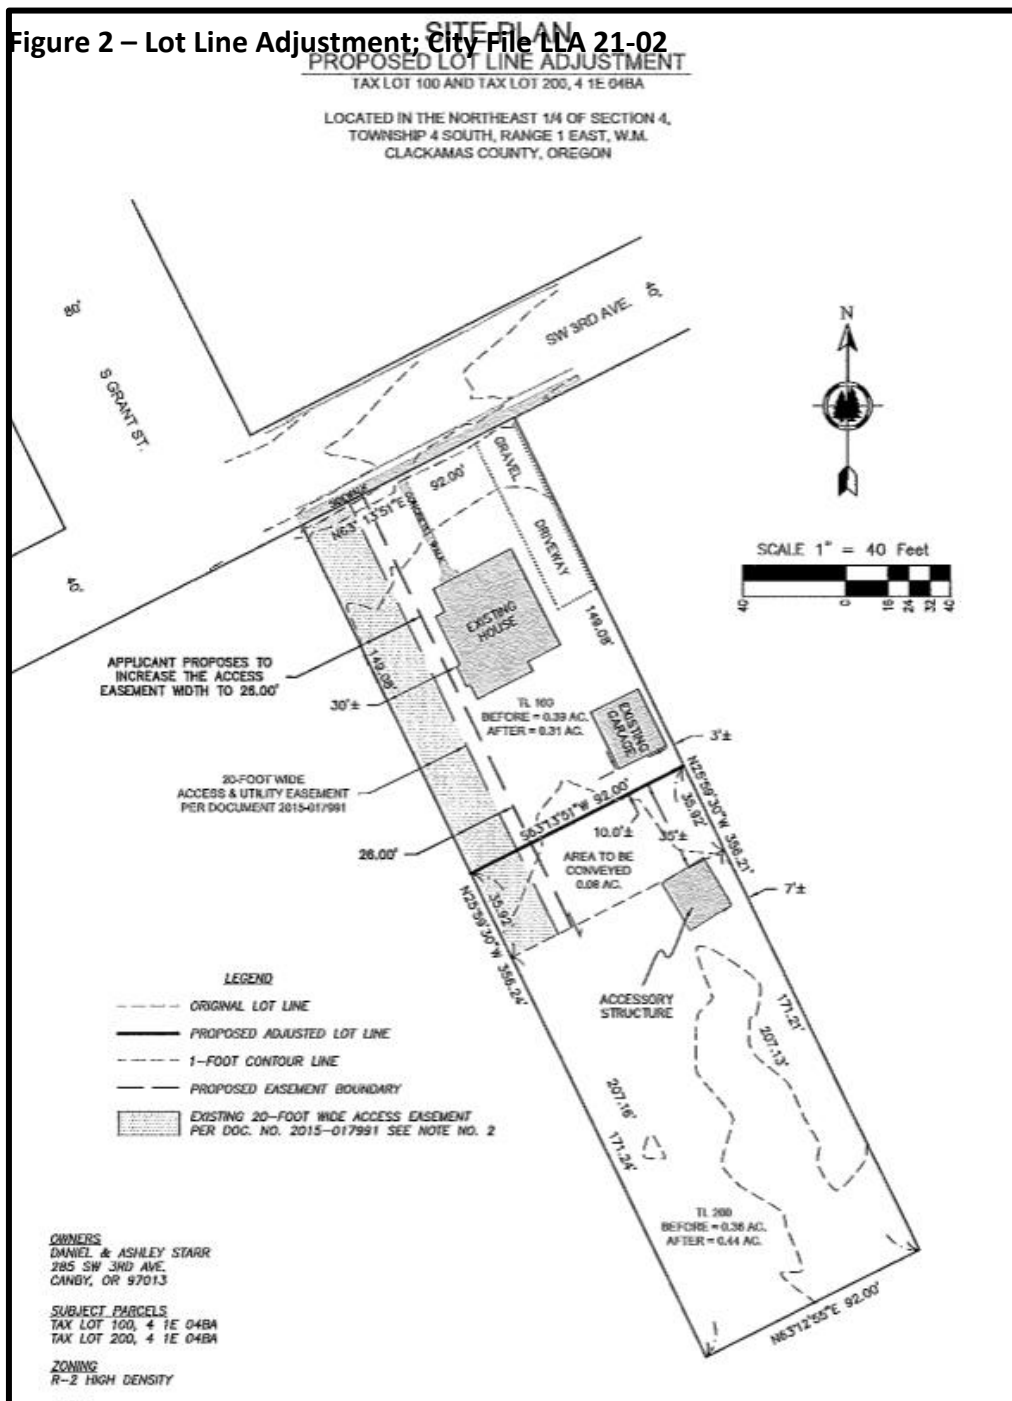 SITE PLAN
Figure 2 – Lot Line Adjustment; City File LLA 21-02
PROPOSED LOT LINE ADJUSTMENT
TAX LOT 100 AND TAX LOT 200, 4 1E 04BA
LOCATED IN THE NORTHEAST 1/4 OF SECTION 4,
TOWNSHIP 4 SOUTH, RANGE 1 EAST, W.M.
CLACKAMAS COUNTY, OREGON
80'
S GRANT ST.
40'
SW 3RD AVE.
40'
N
SCALE 1" = 40 Feet
40
0
16
24
32
40
SIDEWALK
N63°13'51"E
92.00'
CONCRETE WALK
GRAVEL
DRIVEWAY
EXISTING
HOUSE
149.08'
149.08'
APPLICANT PROPOSES TO
INCREASE THE ACCESS
EASEMENT WIDTH TO 26.00'
30'±
TL 100
BEFORE = 0.39 AC.
AFTER = 0.31 AC.
EXISTING
GARAGE
3'±
20-FOOT WIDE
ACCESS & UTILITY EASEMENT
PER DOCUMENT 2015-017991
26.00'
S63°13'51"W 92.00'
10.0'±
35'±
35.92'
N25°59'30"W 356.21'
AREA TO BE
CONVEYED
0.08 AC.
7'±
35.92'
N25°59'30"W 356.24'
ACCESSORY
STRUCTURE
171.21'
207.13'
207.16'
171.24'
TL 200
BEFORE = 0.36 AC.
AFTER = 0.44 AC.
N63°12'55"E 92.00'
LEGEND
ORIGINAL LOT LINE
PROPOSED ADJUSTED LOT LINE
1-FOOT CONTOUR LINE
PROPOSED EASEMENT BOUNDARY
EXISTING 20-FOOT WIDE ACCESS EASEMENT
PER DOC. NO. 2015-017991 SEE NOTE NO. 2
OWNERS
DANIEL & ASHLEY STARR
285 SW 3RD AVE.
CANBY, OR 97013
SUBJECT PARCELS
TAX LOT 100, 4 1E 04BA
TAX LOT 200, 4 1E 04BA
ZONING
R-2 HIGH DENSITY